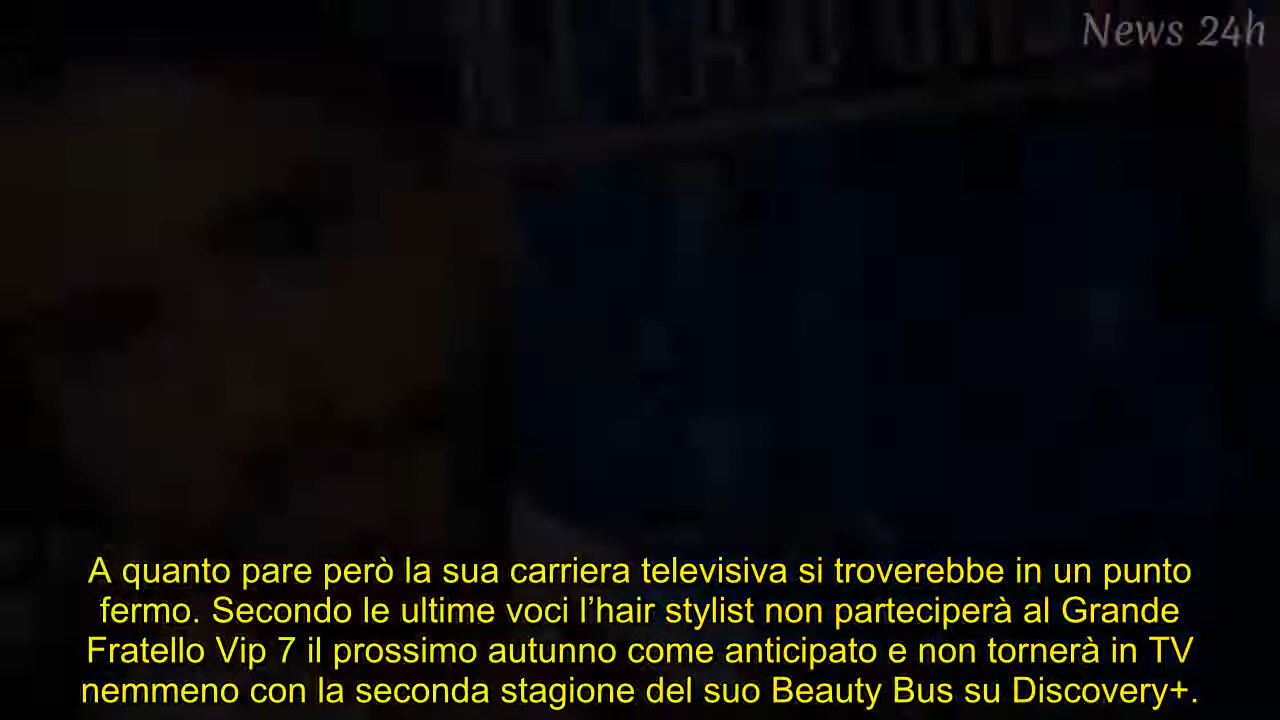 News 24h
A quanto pare però la sua carriera televisiva si troverebbe in un punto
fermo. Secondo le ultime voci l’hair stylist non parteciperà al Grande
Fratello Vip 7 il prossimo autunno come anticipato e non tornerà in TV
nemmeno con la seconda stagione del suo Beauty Bus su Discovery+.